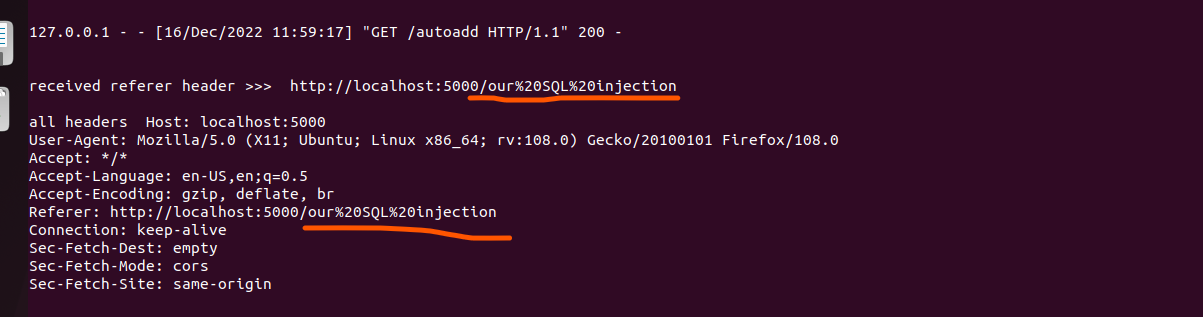 127.0.0.1 - - [16/Dec/2022 11:59:17] "GET /autoadd HTTP/1.1" 200 -
received referer header >>>  http://localhost:5000/our%20SQL%20injection
all headers  Host: localhost:5000
User-Agent: Mozilla/5.0 (X11; Ubuntu; Linux x86_64; rv:108.0) Gecko/20100101 Firefox/108.0
Accept: */*
Accept-Language: en-US,en;q=0.5
Accept-Encoding: gzip, deflate, br
Referer: http://localhost:5000/our%20SQL%20injection
Connection: keep-alive
Sec-Fetch-Dest: empty
Sec-Fetch-Mode: cors
Sec-Fetch-Site: same-origin